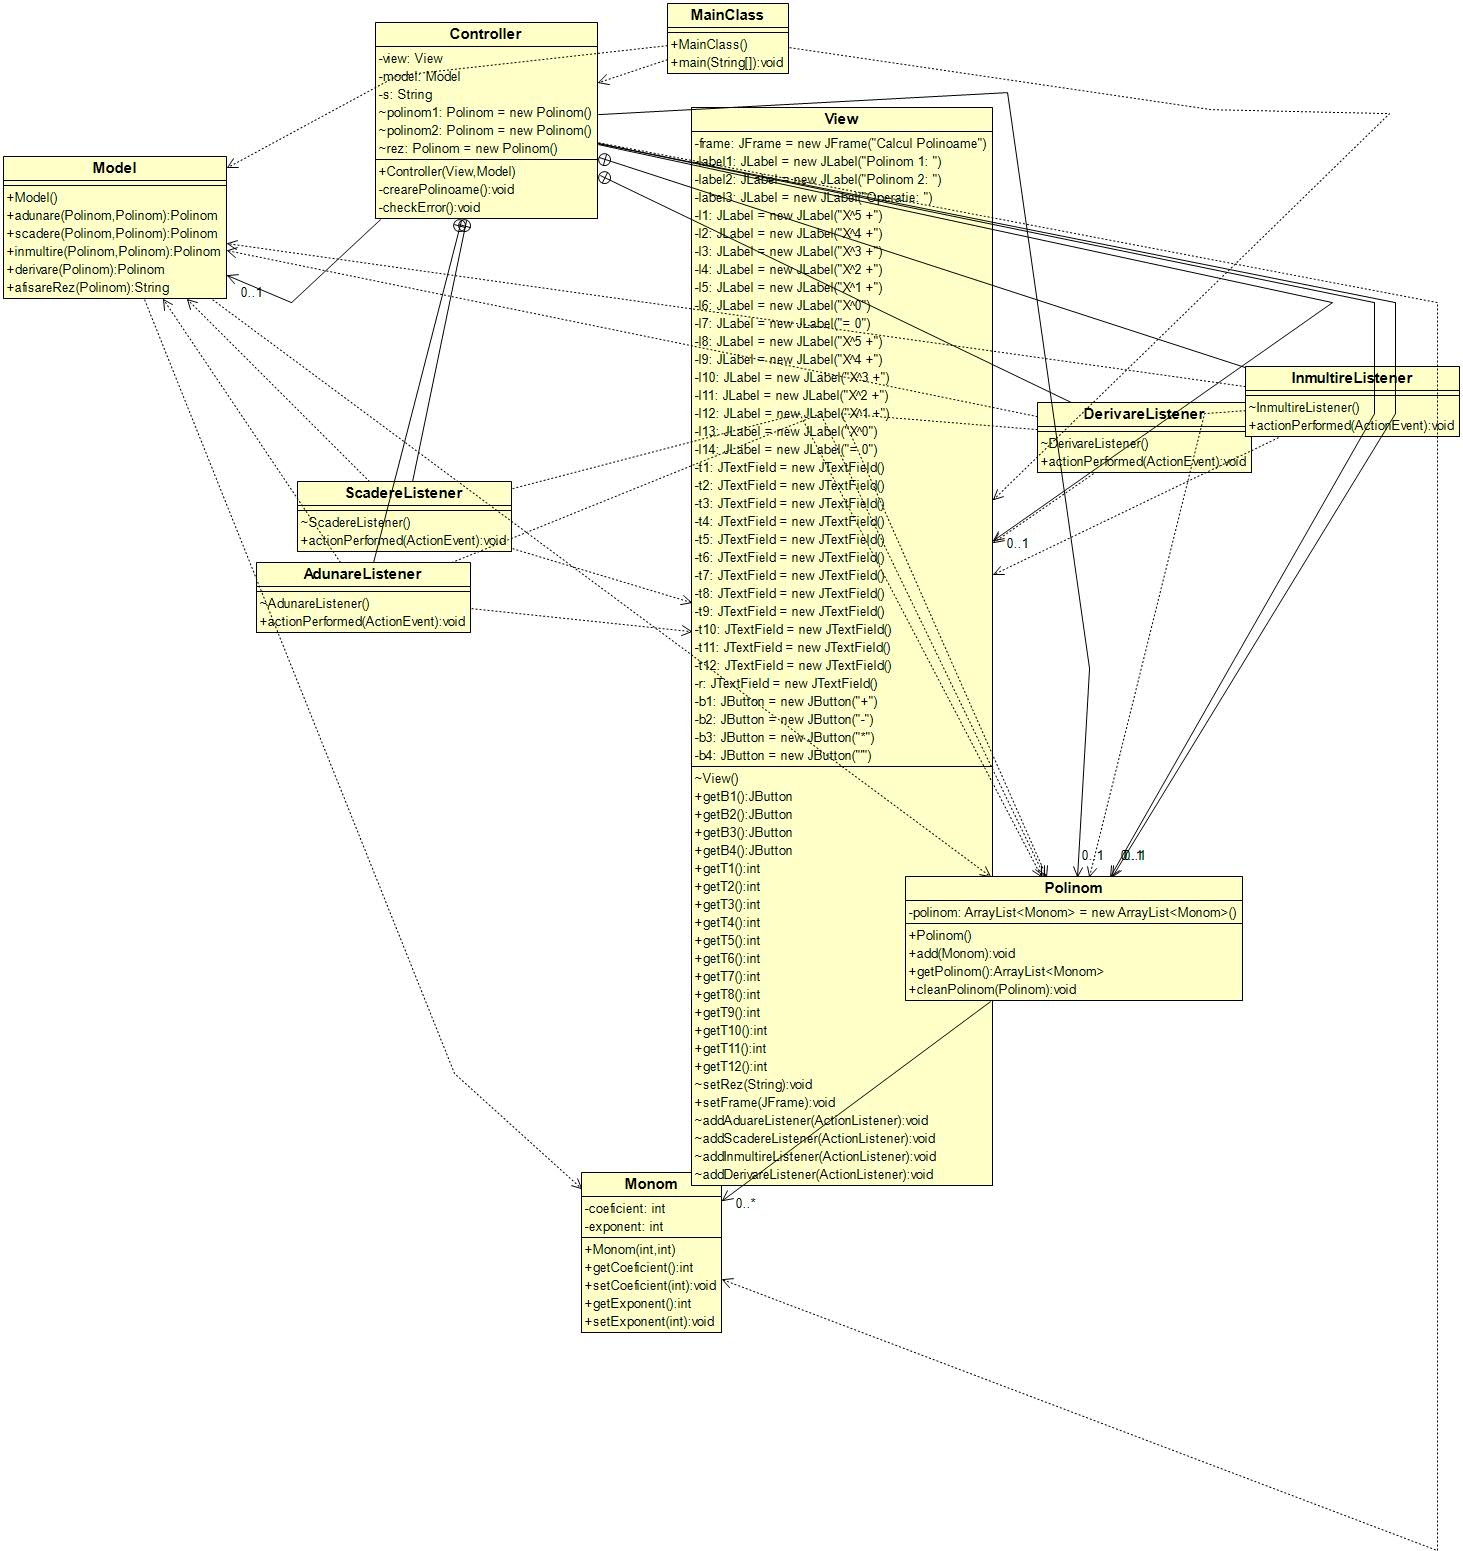 MainClass
+MainClass()
+main(String[]):void
Controller
-view: View
-model: Model
-s: String
~polinom1: Polinom = new Polinom()
~polinom2: Polinom = new Polinom()
~rez: Polinom = new Polinom()
+Controller(View,Model)
-crearePolinoame():void
-checkError():void
Model
+Model()
+adunare(Polinom,Polinom):Polinom
+scadere(Polinom,Polinom):Polinom
+inmultire(Polinom,Polinom):Polinom
+derivare(Polinom):Polinom
+afisareRez(Polinom):String
0..1
View
-frame: JFrame = new JFrame("Calcul Polinoame")
-label1: JLabel = new JLabel("Polinom 1: ")
-label2: JLabel = new JLabel("Polinom 2: ")
-label3: JLabel = new JLabel("Operatie: ")
-l1: JLabel = new JLabel("X^5 +")
-l2: JLabel = new JLabel("X^4 +")
-l3: JLabel = new JLabel("X^3 +")
-l4: JLabel = new JLabel("X^2 +")
-l5: JLabel = new JLabel("X^1 +")
-l6: JLabel = new JLabel("X^0")
-l7: JLabel = new JLabel("= 0")
-l8: JLabel = new JLabel("X^5 +")
-l9: JLabel = new JLabel("X^4 +")
-l10: JLabel = new JLabel("X^3 +")
-l11: JLabel = new JLabel("X^2 +")
-l12: JLabel = new JLabel("X^1 +")
-l13: JLabel = new JLabel("X^0")
-l14: JLabel = new JLabel("= 0")
-t1: JTextField = new JTextField()
-t2: JTextField = new JTextField()
-t3: JTextField = new JTextField()
-t4: JTextField = new JTextField()
-t5: JTextField = new JTextField()
-t6: JTextField = new JTextField()
-t7: JTextField = new JTextField()
-t8: JTextField = new JTextField()
-t9: JTextField = new JTextField()
-t10: JTextField = new JTextField()
-t11: JTextField = new JTextField()
-t12: JTextField = new JTextField()
-r: JTextField = new JTextField()
-b1: JButton = new JButton("+")
-b2: JButton = new JButton("-")
-b3: JButton = new JButton("*")
-b4: JButton = new JButton("'")
~View()
+getB1():JButton
+getB2():JButton
+getB3():JButton
+getB4():JButton
+getT1():int
+getT2():int
+getT3():int
+getT4():int
+getT5():int
+getT6():int
+getT7():int
+getT8():int
+getT9():int
+getT10():int
+getT11():int
+getT12():int
~setRez(String):void
+setFrame(JFrame):void
~addAduareListener(ActionListener):void
~addScadereListener(ActionListener):void
~addInmultireListener(ActionListener):void
~addDerivareListener(ActionListener):void
InmultireListener
~InmultireListener()
+actionPerformed(ActionEvent):void
DerivareListener
~DerivareListener()
+actionPerformed(ActionEvent):void
0..1
ScadereListener
~ScadereListener()
+actionPerformed(ActionEvent):void
AdunareListener
~AdunareListener()
+actionPerformed(ActionEvent):void
0..1
0..1
Polinom
-polinom: ArrayList<Monom> = new ArrayList<Monom>()
+Polinom()
+add(Monom):void
+getPolinom():ArrayList<Monom>
+cleanPolinom(Polinom):void
0..*
Monom
-coeficient: int
-exponent: int
+Monom(int,int)
+getCoeficient():int
+setCoeficient(int):void
+getExponent():int
+setExponent(int):void